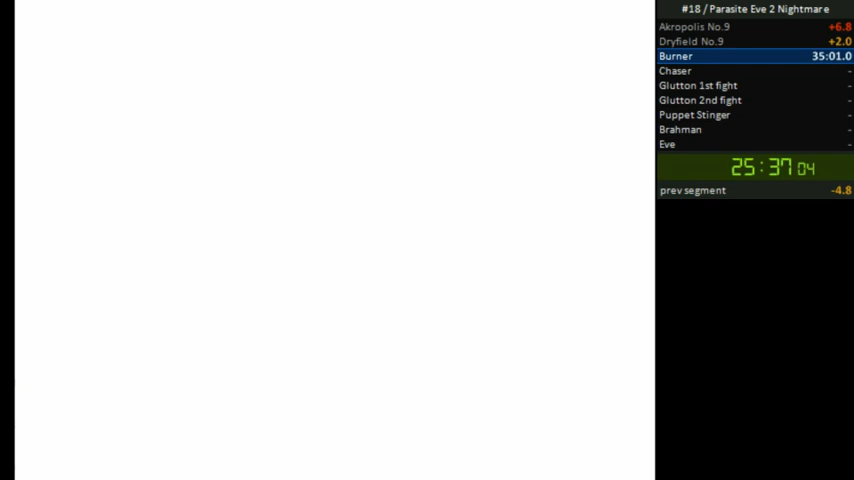 #18 / Parasite Eve 2 Nightmare
Akropolis No.9 +6.8
Dryfield No.9 +2.0
Burner 35:01.0
Chaser -
Glutton 1st fight -
Glutton 2nd fight -
Puppet Stinger -
Brahman -
Eve -
25:37 04
prev segment -4.8